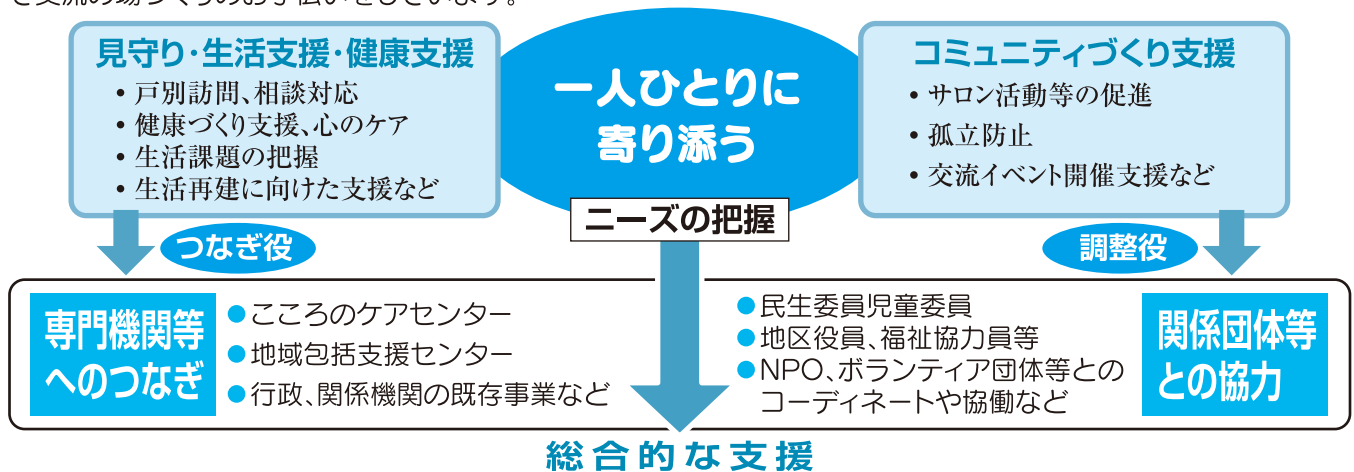 見守り・生活支援・健康支援
・戸別訪問、相談対応
・健康づくり支援、心のケア
・生活課題の把握
・生活再建に向けた支援など
一人ひとりに
寄り添う
コミュニティづくり支援
・サロン活動等の促進
・孤立防止
・交流イベント開催支援など
ニーズの把握
つなぎ役
調整役
専門機関等
へのつなぎ
●こころのケアセンター
●地域包括支援センター
●行政、関係機関の既存事業など
●民生委員児童委員
●地区役員、福祉協力員等
●NPO、ボランティア団体等との
コーディネートや協働など
関係団体等
との協力
総合的な支援